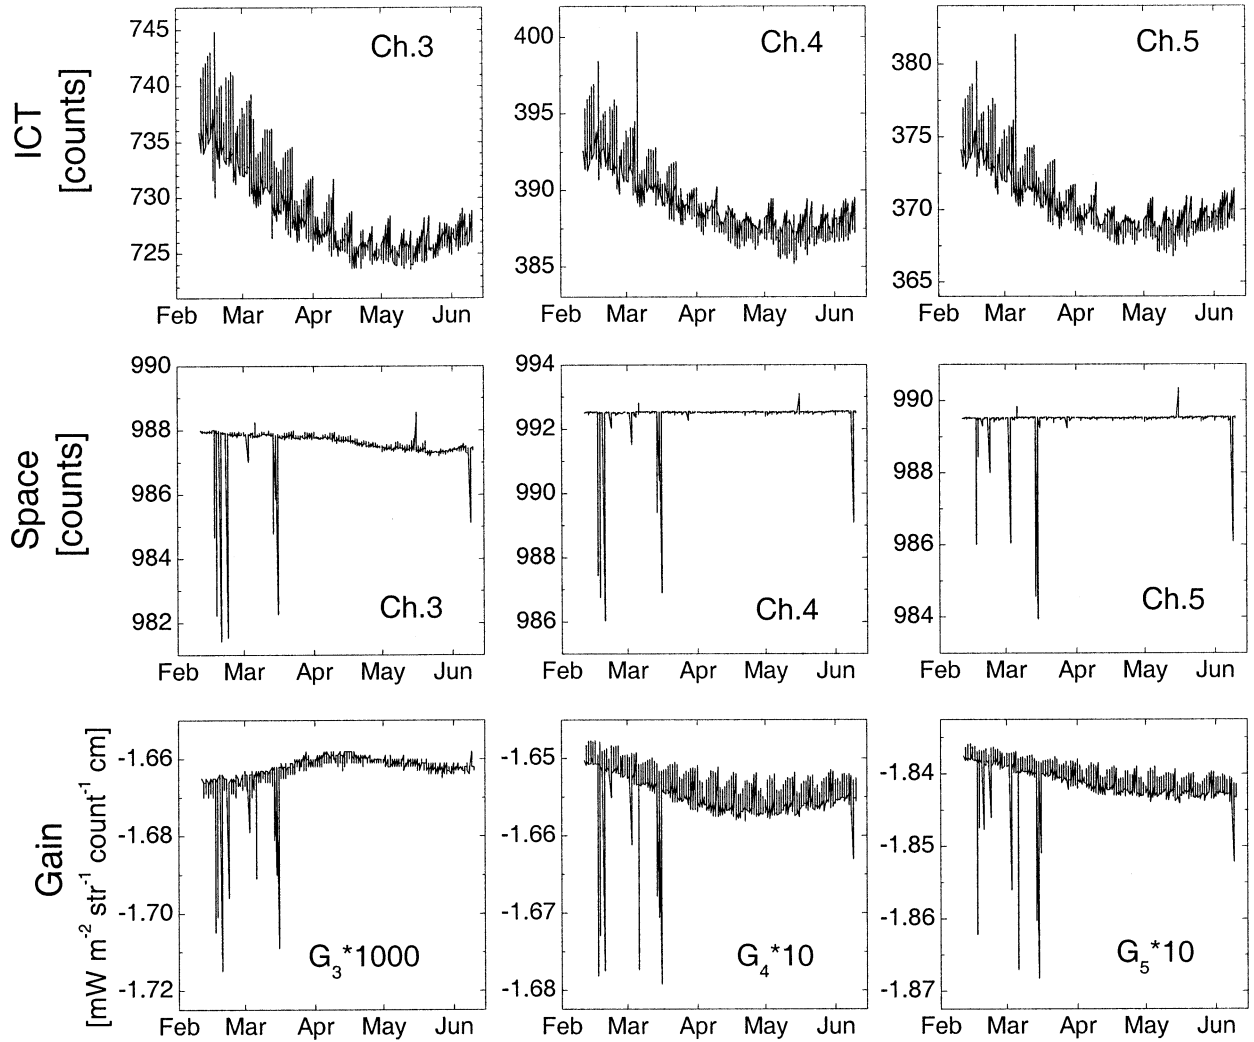 ICT
[counts]
745
740
735
730
725
Ch.3
Feb Mar Apr May Jun
400
395
390
385
Ch.4
Feb Mar Apr May Jun
380
375
370
365
Ch.5
Feb Mar Apr May Jun
Space
[counts]
990
988
986
984
982
Ch.3
Feb Mar Apr May Jun
994
992
990
988
986
Ch.4
Feb Mar Apr May Jun
990
988
986
984
Ch.5
Feb Mar Apr May Jun
Gain
[mW m-2 str-1 count-1 cm]
-1.66
-1.68
-1.70
-1.72
G3*1000
Feb Mar Apr May Jun
-1.65
-1.66
-1.67
-1.68
G4*10
Feb Mar Apr May Jun
-1.84
-1.85
-1.86
-1.87
G5*10
Feb Mar Apr May Jun